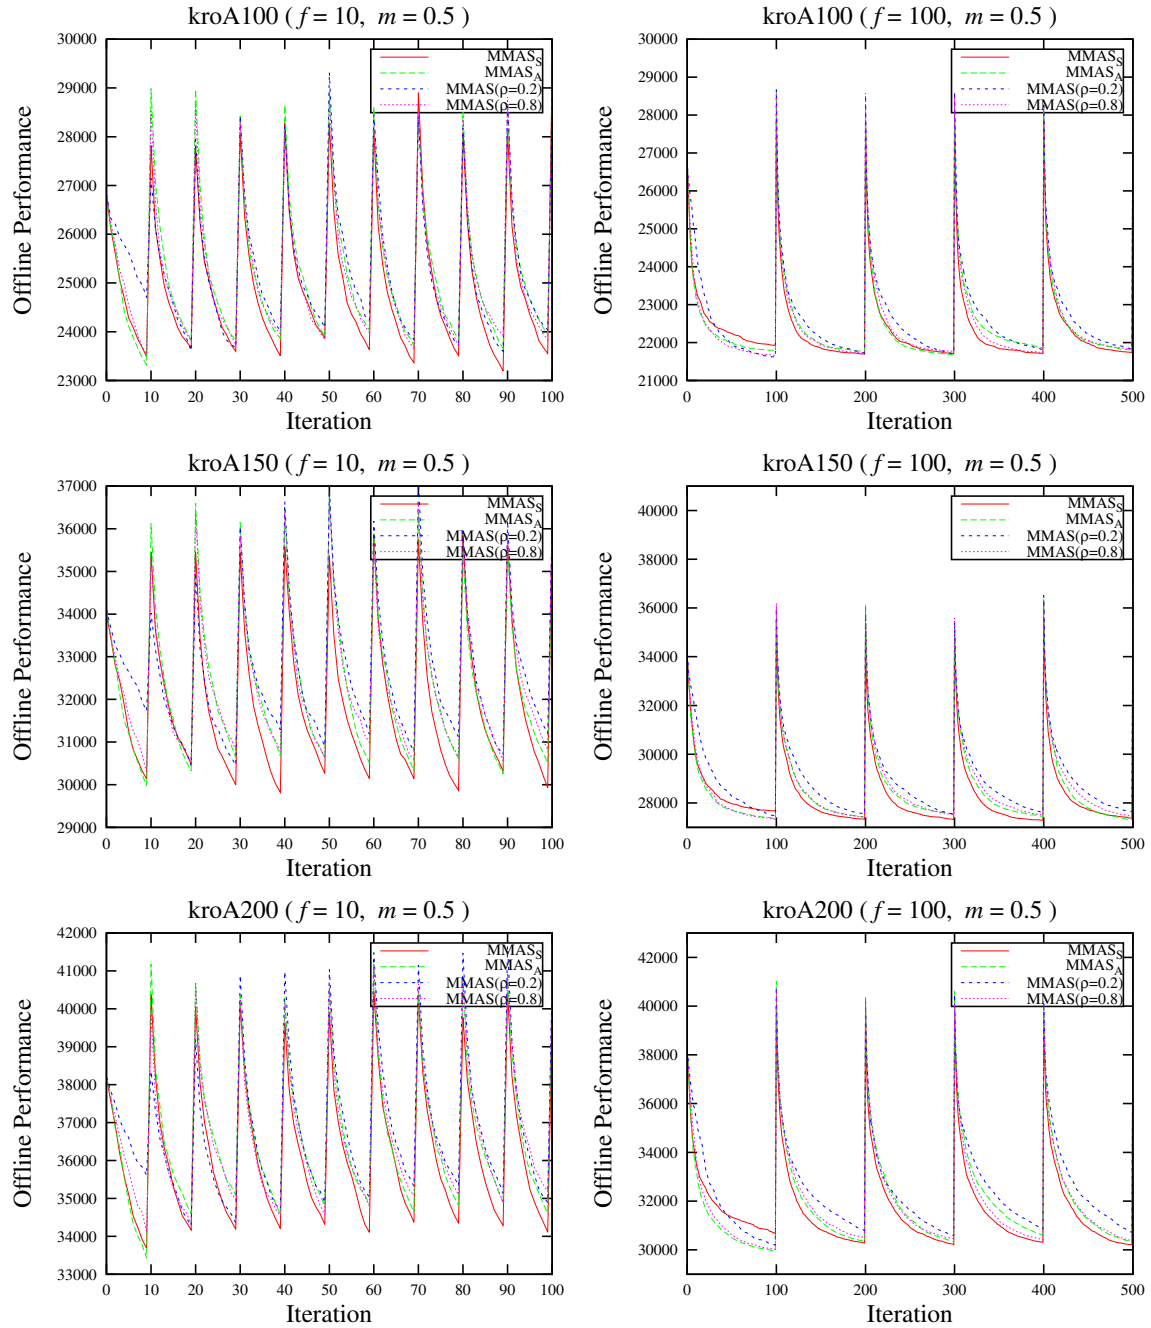 kroA100 ( f = 10, m = 0.5 )
Offline Performance
30000
29000
28000
27000
26000
25000
24000
23000
0 10 20 30 40 50 60 70 80 90 100
Iteration
MMAS_S
MMAS_A
MMAS(ρ=0.2)
MMAS(ρ=0.8)
kroA100 ( f = 100, m = 0.5 )
Offline Performance
30000
29000
28000
27000
26000
25000
24000
23000
22000
21000
0 100 200 300 400 500
Iteration
MMAS_S
MMAS_A
MMAS(ρ=0.2)
MMAS(ρ=0.8)
kroA150 ( f = 10, m = 0.5 )
Offline Performance
37000
36000
35000
34000
33000
32000
31000
30000
29000
0 10 20 30 40 50 60 70 80 90 100
Iteration
MMAS_S
MMAS_A
MMAS(ρ=0.2)
MMAS(ρ=0.8)
kroA150 ( f = 100, m = 0.5 )
Offline Performance
40000
38000
36000
34000
32000
30000
28000
0 100 200 300 400 500
Iteration
MMAS_S
MMAS_A
MMAS(ρ=0.2)
MMAS(ρ=0.8)
kroA200 ( f = 10, m = 0.5 )
Offline Performance
42000
41000
40000
39000
38000
37000
36000
35000
34000
33000
0 10 20 30 40 50 60 70 80 90 100
Iteration
MMAS_S
MMAS_A
MMAS(ρ=0.2)
MMAS(ρ=0.8)
kroA200 ( f = 100, m = 0.5 )
Offline Performance
42000
40000
38000
36000
34000
32000
30000
0 100 200 300 400 500
Iteration
MMAS_S
MMAS_A
MMAS(ρ=0.2)
MMAS(ρ=0.8)